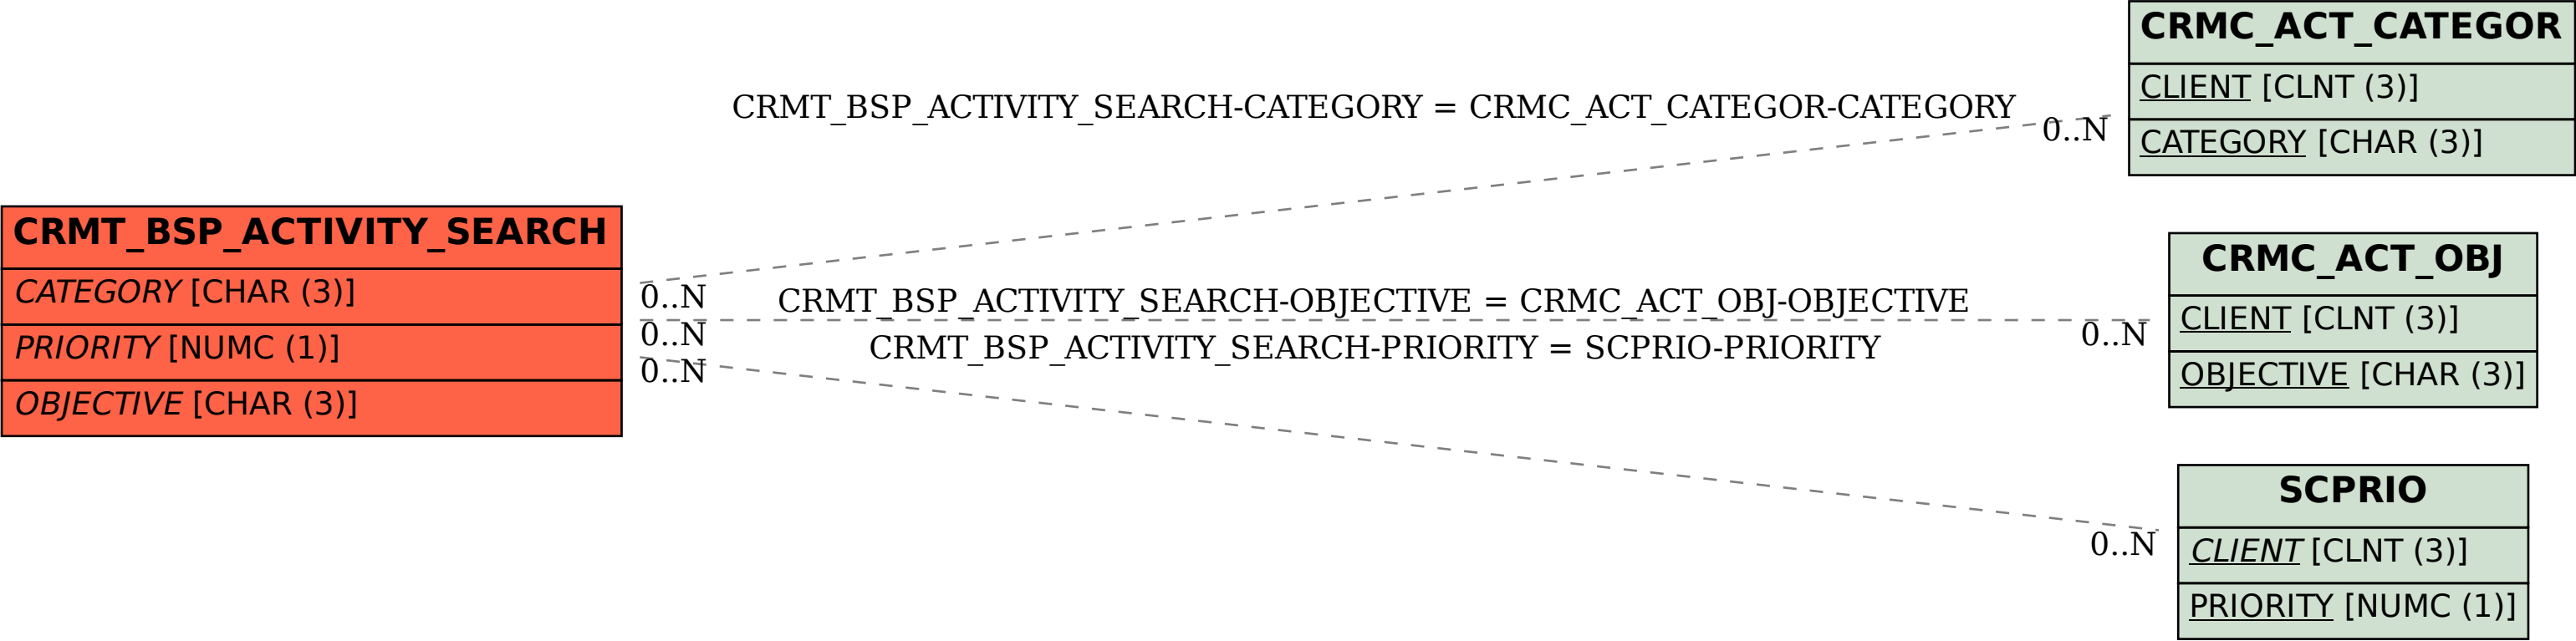 CRMC_ACT_CATEGOR
CLIENT [CLNT (3)]
CATEGORY [CHAR (3)]
CRMT_BSP_ACTIVITY_SEARCH-CATEGORY = CRMC_ACT_CATEGOR-CATEGORY
0..N
CRMT_BSP_ACTIVITY_SEARCH
CATEGORY [CHAR (3)]
PRIORITY [NUMC (1)]
OBJECTIVE [CHAR (3)]
0..N
0..N
0..N
CRMT_BSP_ACTIVITY_SEARCH-OBJECTIVE = CRMC_ACT_OBJ-OBJECTIVE
0..N
CRMT_BSP_ACTIVITY_SEARCH-PRIORITY = SCPRIO-PRIORITY
CRMC_ACT_OBJ
CLIENT [CLNT (3)]
OBJECTIVE [CHAR (3)]
0..N
SCPRIO
CLIENT [CLNT (3)]
PRIORITY [NUMC (1)]